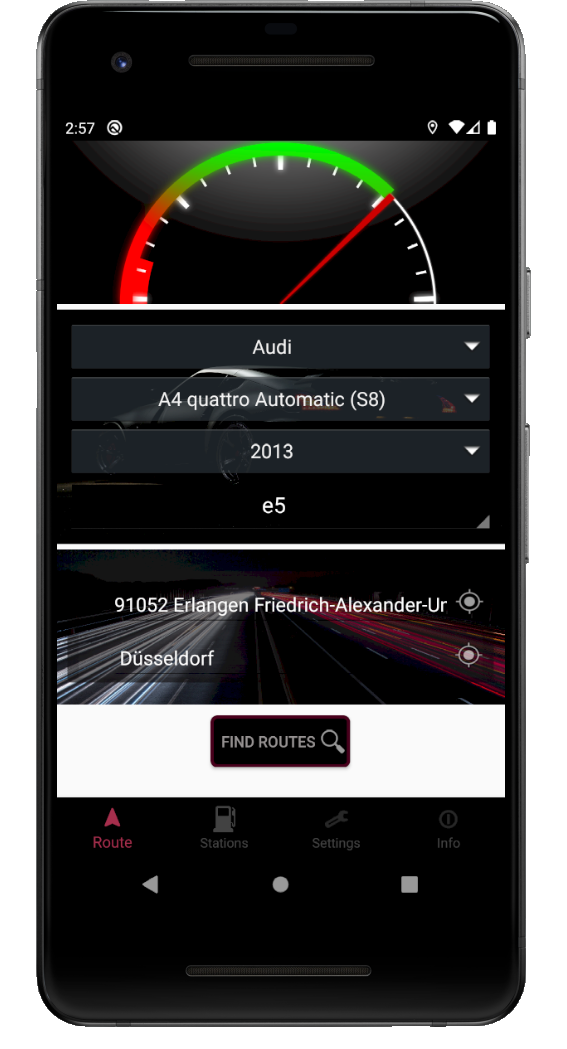 2:57
Audi
A4 quattro Automatic (S8)
2013
e5
91052 Erlangen Friedrich-Alexander-Ur
Düsseldorf
FIND ROUTES
Route Stations Settings Info